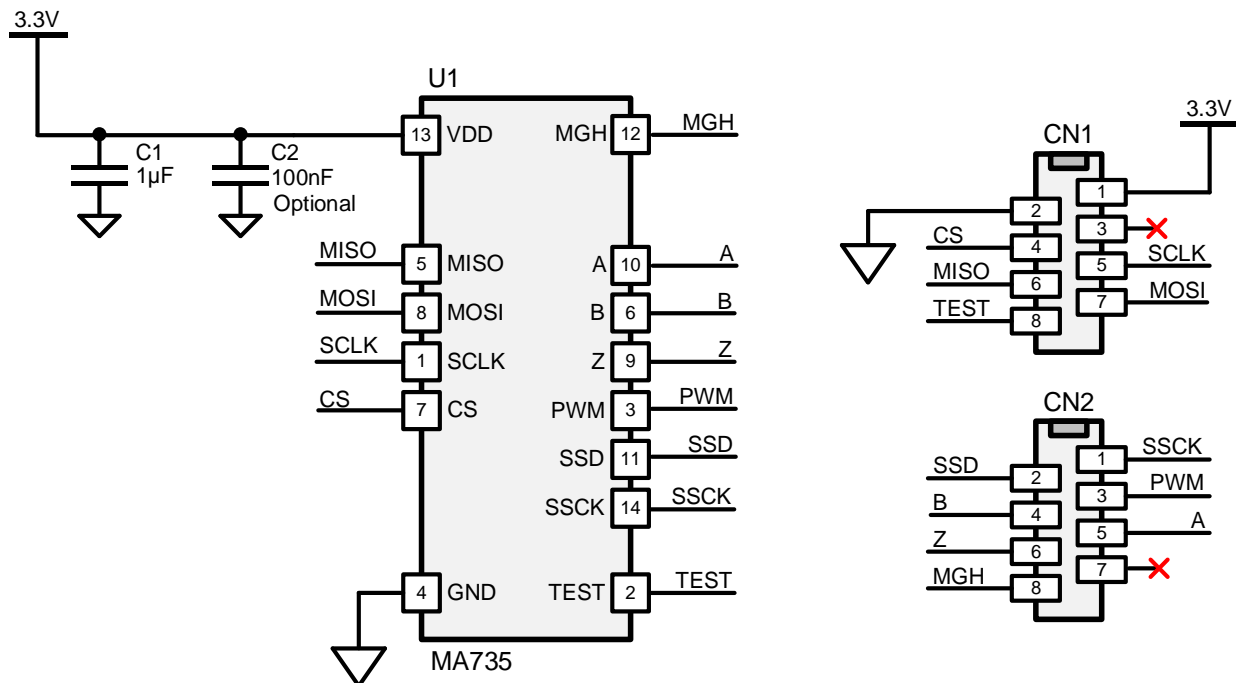 3.3V
U1
13 VDD MGH 12 MGH
C1
1µF
C2
100nF
Optional
MISO 5 MISO A 10 A
MOSI 8 MOSI B 6 B
SCLK 1 SCLK Z 9 Z
CS 7 CS PWM 3 PWM
SSD 11 SSD
SSCK 14 SSCK
4 GND TEST 2 TEST
MA735
3.3V
CN1
1
2
3
CS 4
5 SCLK
MISO 6
7 MOSI
TEST 8
CN2
1 SSCK
SSD 2
3 PWM
B 4
5 A
Z 6
7
MGH 8